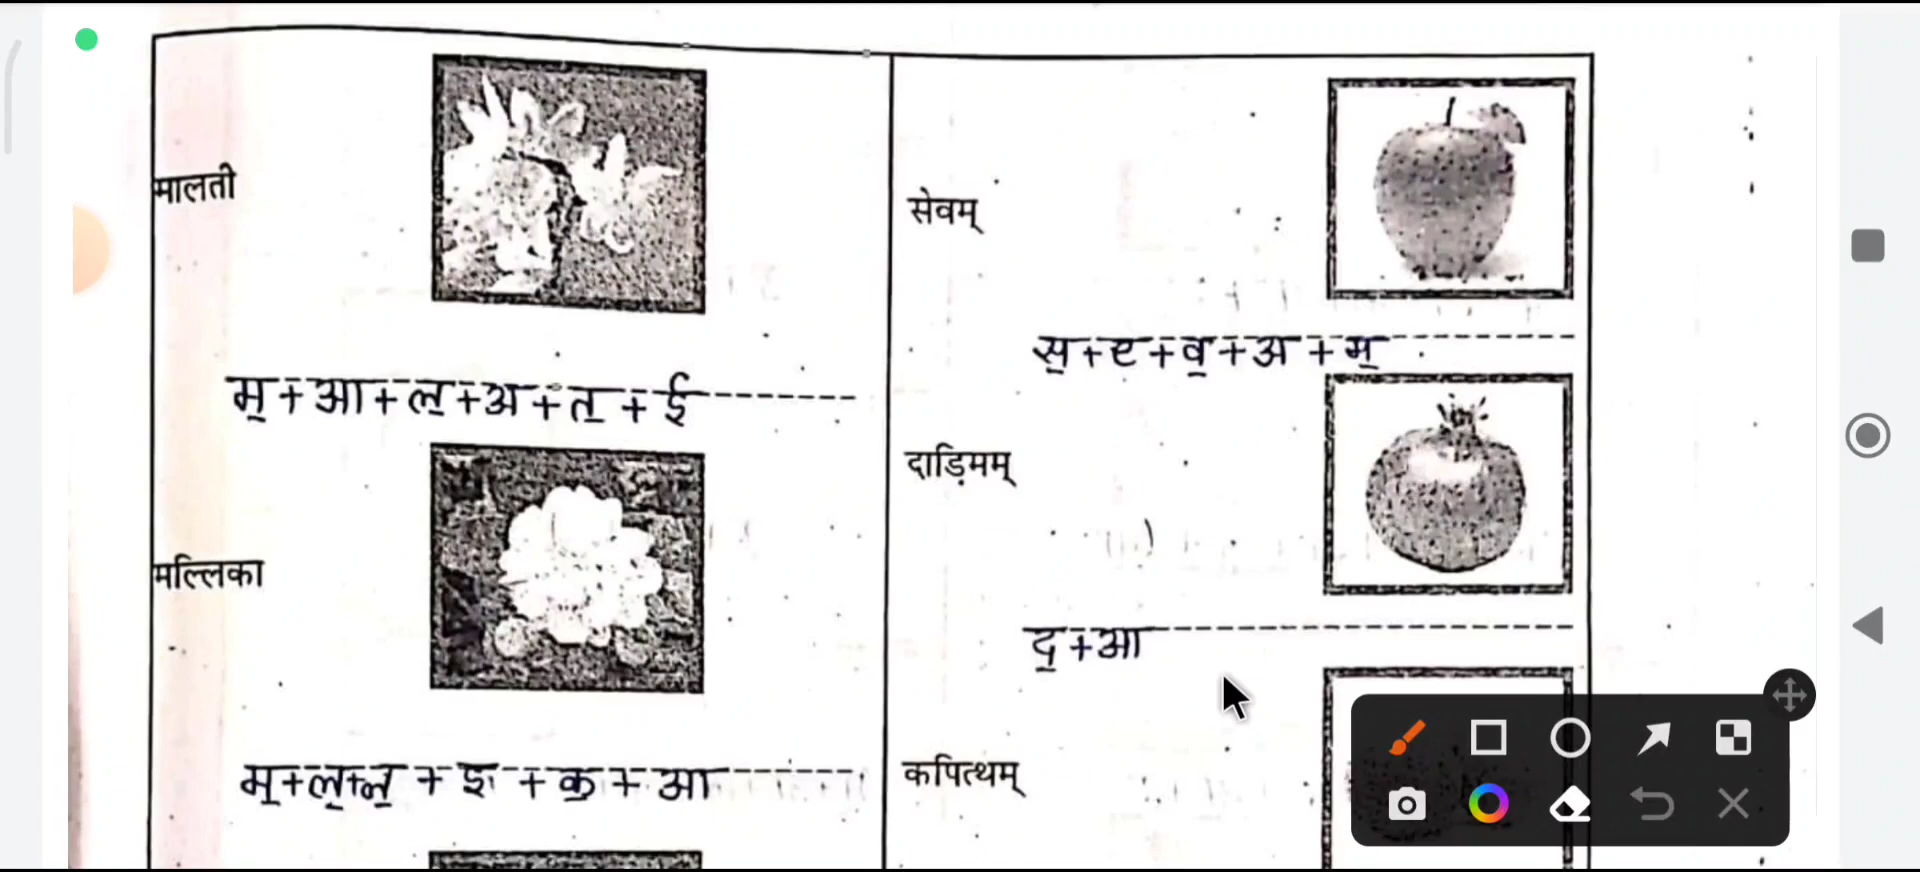 मालती
म्+आ+ल्+अ+त्+ई
मल्लिका
म्+ल्+ल्+इ+क्+आ
सेवम्
स्+ए+व्+अ+म्
दाड़िमम्
द्+आ
कपित्थम्